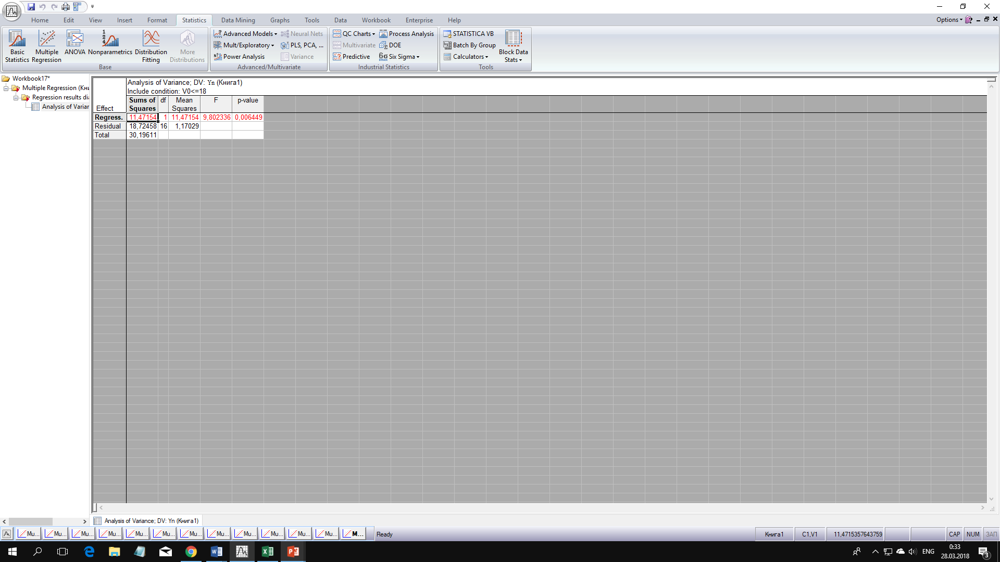 Home Edit View Insert Format Statistics Data Mining Graphs Tools Data Workbook Enterprise Help Options
Basic Statistics
Multiple Regression
ANOVA
Nonparametrics
Distribution Fitting
More Distributions
Base
Advanced Models Neural Nets
Mult/Exploratory PLS, PCA, ...
Power Analysis Variance
Advanced/Multivariate
QC Charts Process Analysis
Multivariate DOE
Predictive Six Sigma
Industrial Statistics
STATISTICA VB
Batch By Group
Calculators
Block Data Stats
Tools
Workbook17*
Multiple Regression (Кни
Regression results dia
Analysis of Variar
Analysis of Variance; DV: Yn (Книга1)
Include condition: V0<=18
Effect Sums of Squares df Mean Squares F p-value
Regress. 11,47154 1 11,47154 9,802336 0,006449
Residual 18,72458 16 1,17029
Total 30,19611
Analysis of Variance; DV: Yn (Книга1)
Mu... Mu... Mu... Mu... Mu... Mu... Mu... Mu... Mu... Mu... Mu... Mu... M... Ready Книга1 C1,V1 11,4715357643759 CAP NUM ЗАП
ENG 0:33
28.03.2018
3